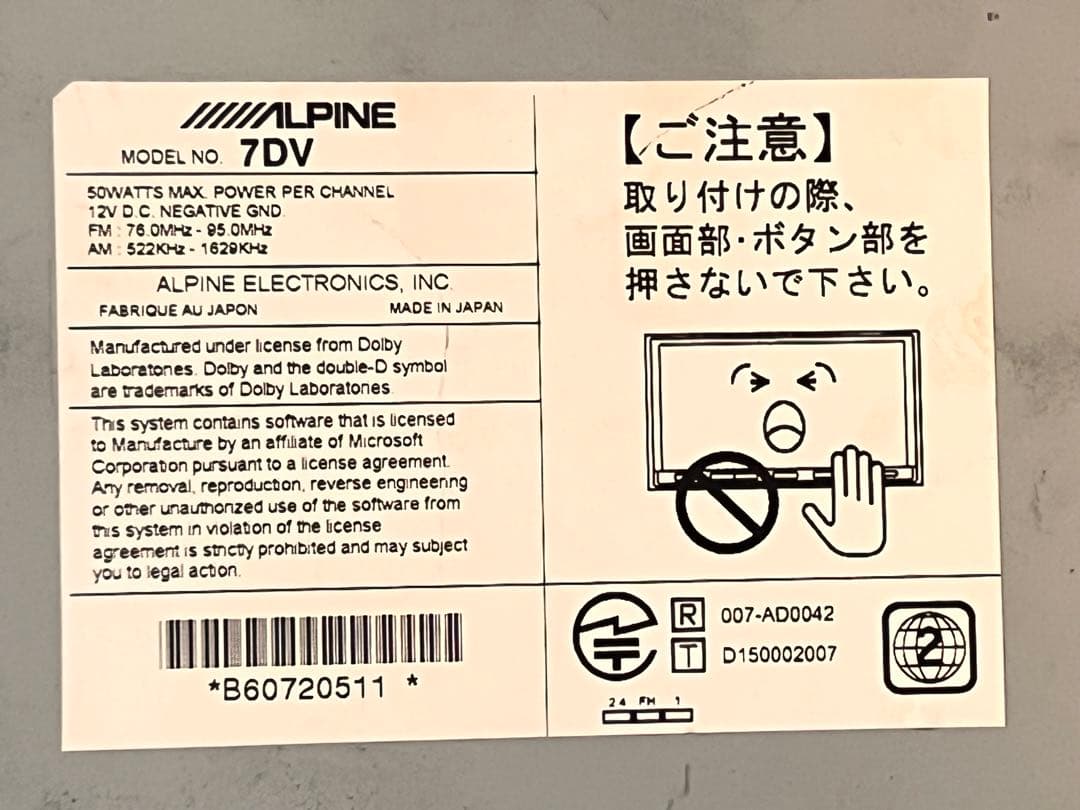 ALPINE
MODEL NO. 7DV
50WATTS MAX. POWER PER CHANNEL
12V D.C. NEGATIVE GND.
FM : 76.0MHz - 95.0MHz
AM : 522KHz - 1629KHz
ALPINE ELECTRONICS, INC.
FABRIQUE AU JAPON MADE IN JAPAN
Manufactured under license from Dolby
Laboratories. Dolby and the double-D symbol
are trademarks of Dolby Laboratories.
This system contains software that is licensed
to Manufacture by an affiliate of Microsoft
Corporation pursuant to a license agreement.
Any removal, reproduction, reverse engineering
or other unauthorized use of the software from
this system in violation of the license
agreement is strictly prohibited and may subject
you to legal action.
*B60720511 *
【ご注意】
取り付けの際、
画面部・ボタン部を
押さないで下さい。
R 007-AD0042
T D150002007
2
2.4 FH 1